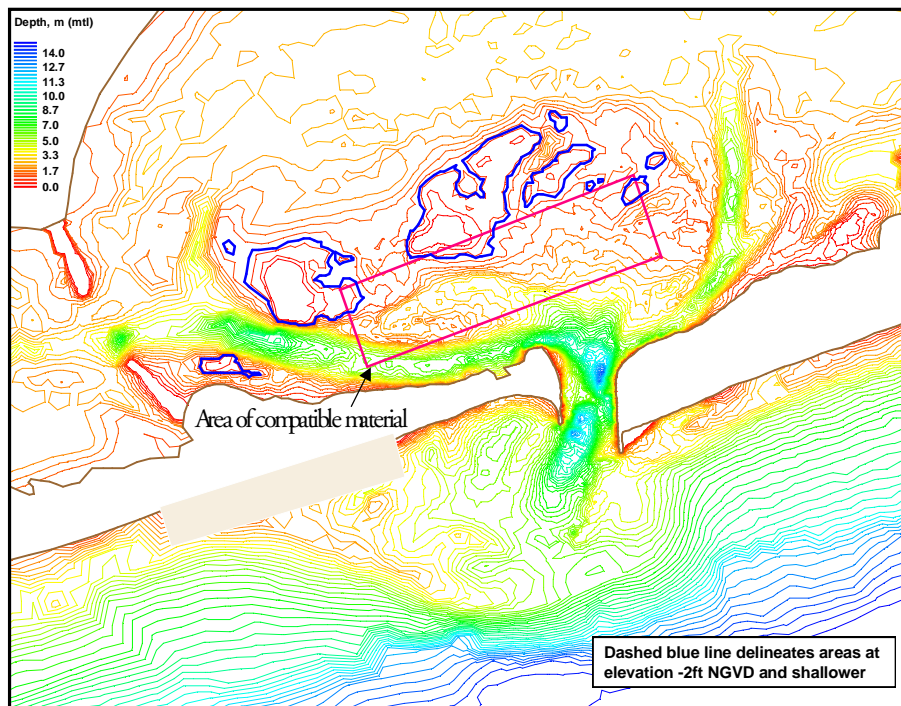 Depth, m (mtl)
14.0
12.7
11.3
10.0
8.7
7.0
5.0
3.3
1.7
0.0
Area of compatible material
Dashed blue line delineates areas at
elevation -2ft NGVD and shallower